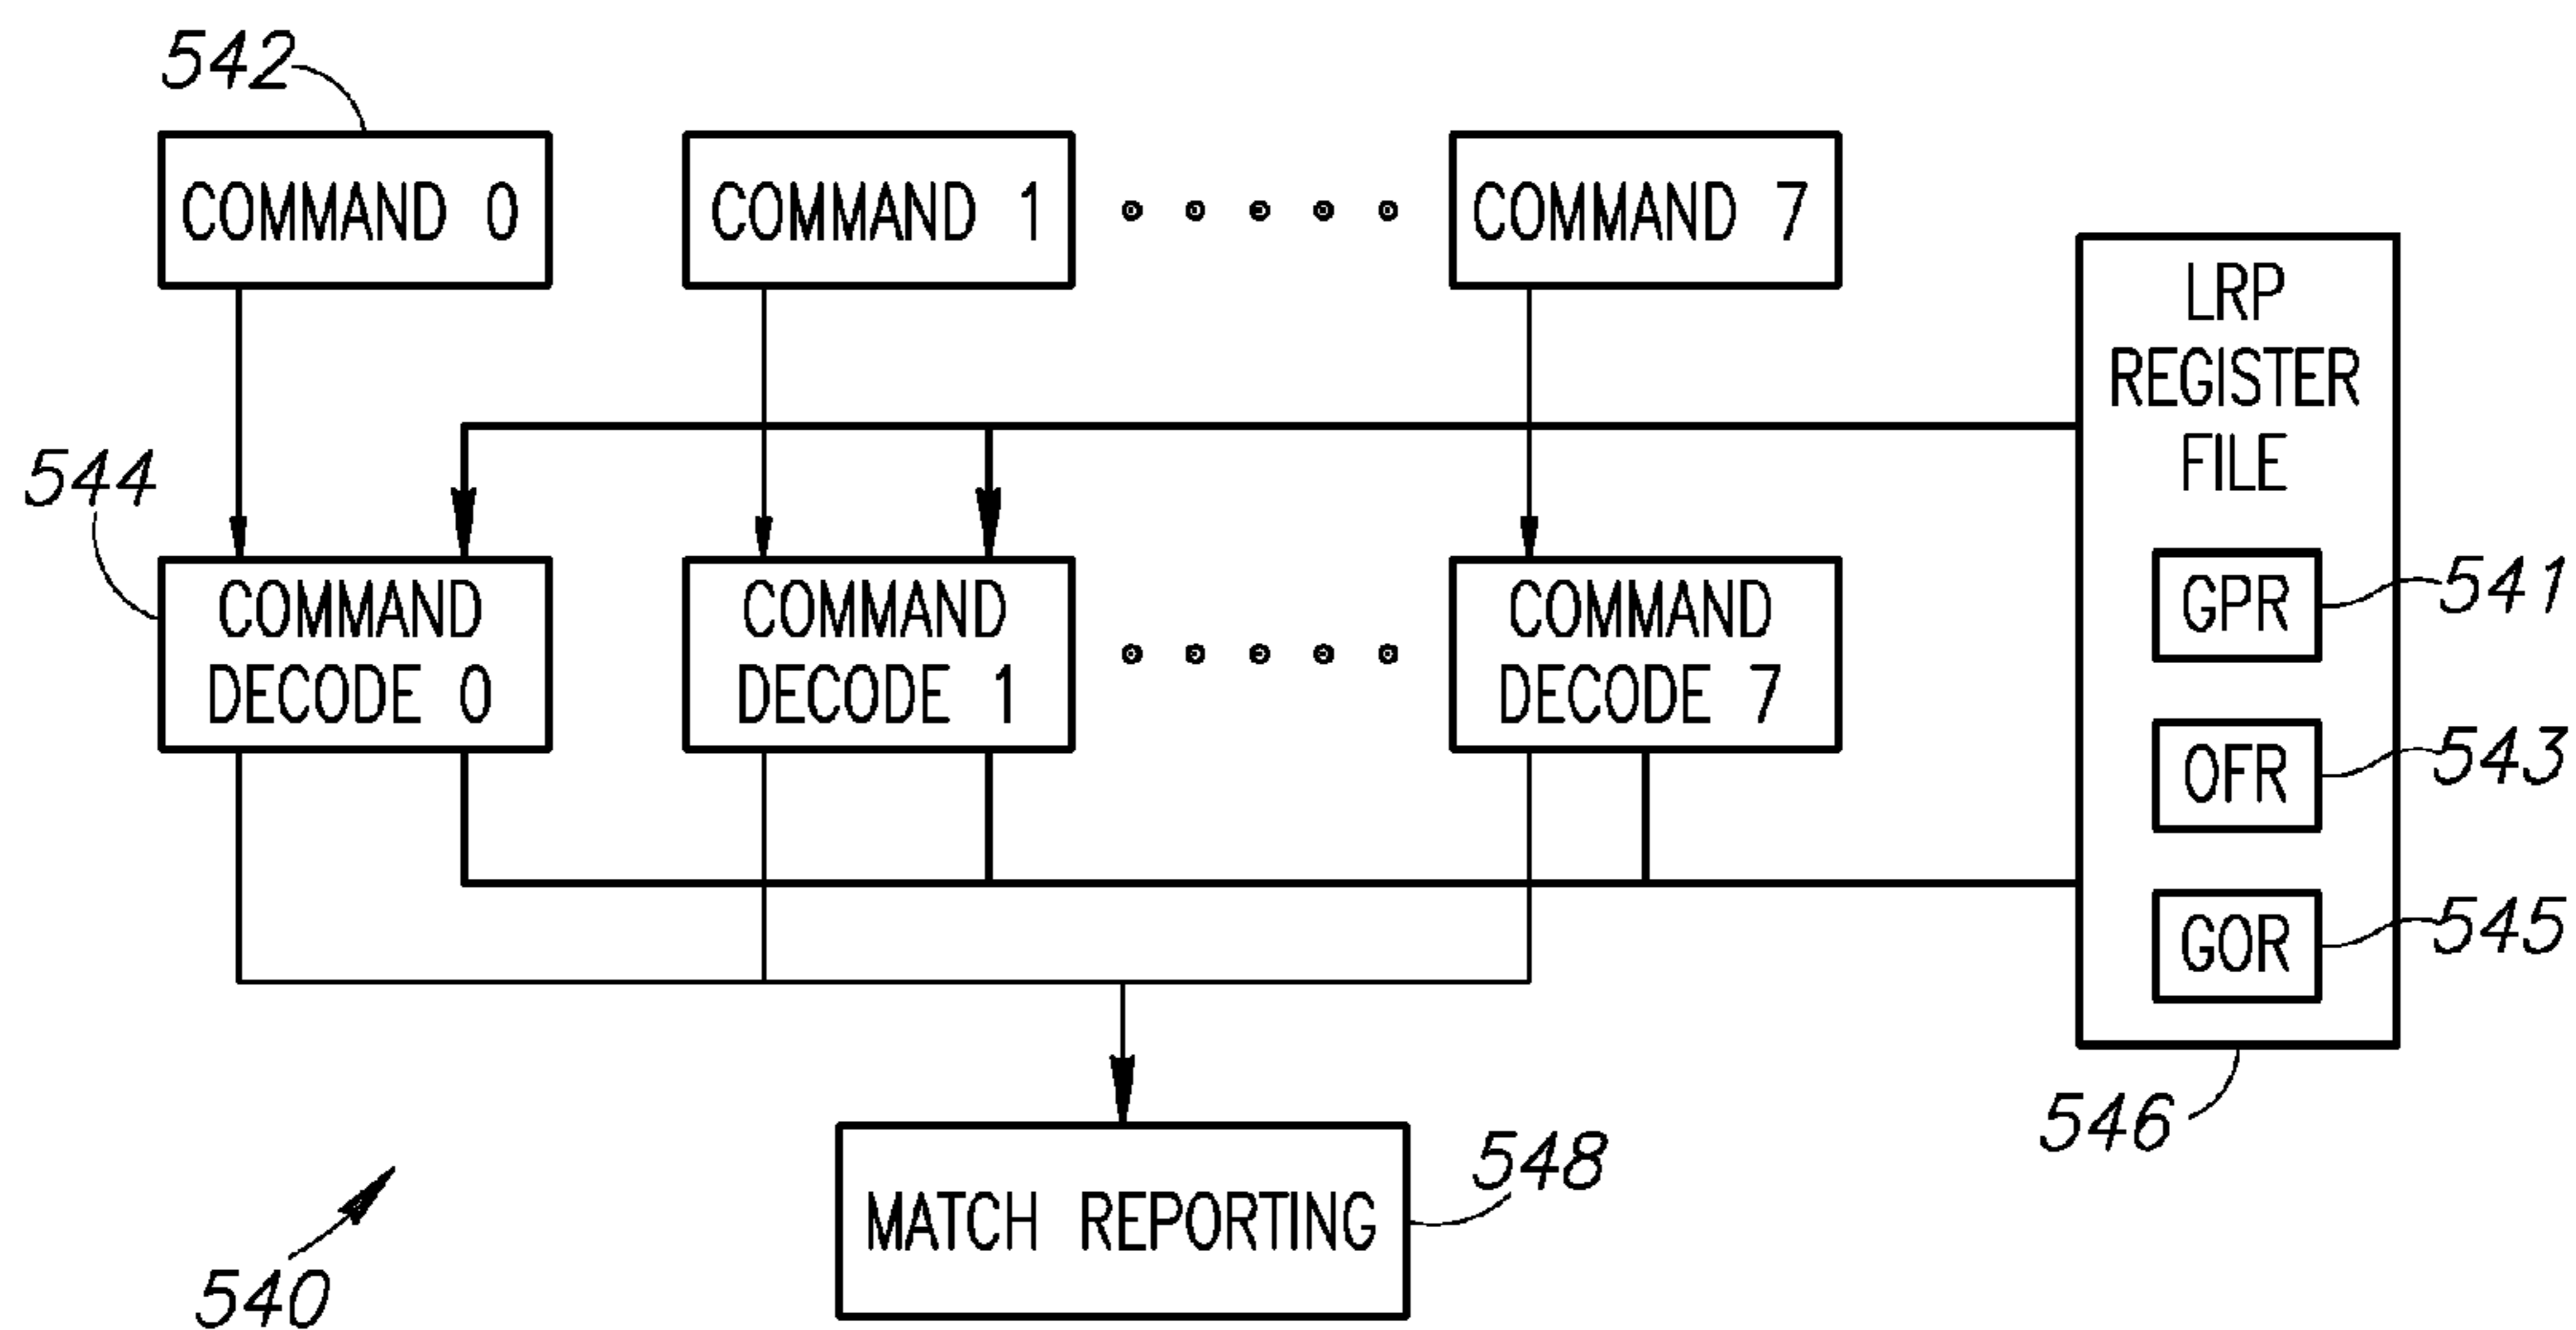 542
COMMAND 0
COMMAND 1
COMMAND 7
LRP
REGISTER
FILE
544
COMMAND
DECODE 0
COMMAND
DECODE 1
COMMAND
DECODE 7
GPR
541
OFR
543
GOR
545
546
MATCH REPORTING
548
540